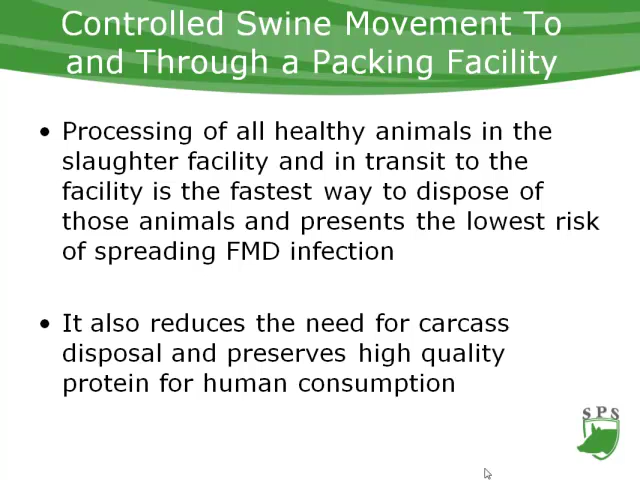 Controlled Swine Movement To
and Through a Packing Facility
• Processing of all healthy animals in the
slaughter facility and in transit to the
facility is the fastest way to dispose of
those animals and presents the lowest risk
of spreading FMD infection
• It also reduces the need for carcass
disposal and preserves high quality
protein for human consumption
SPS